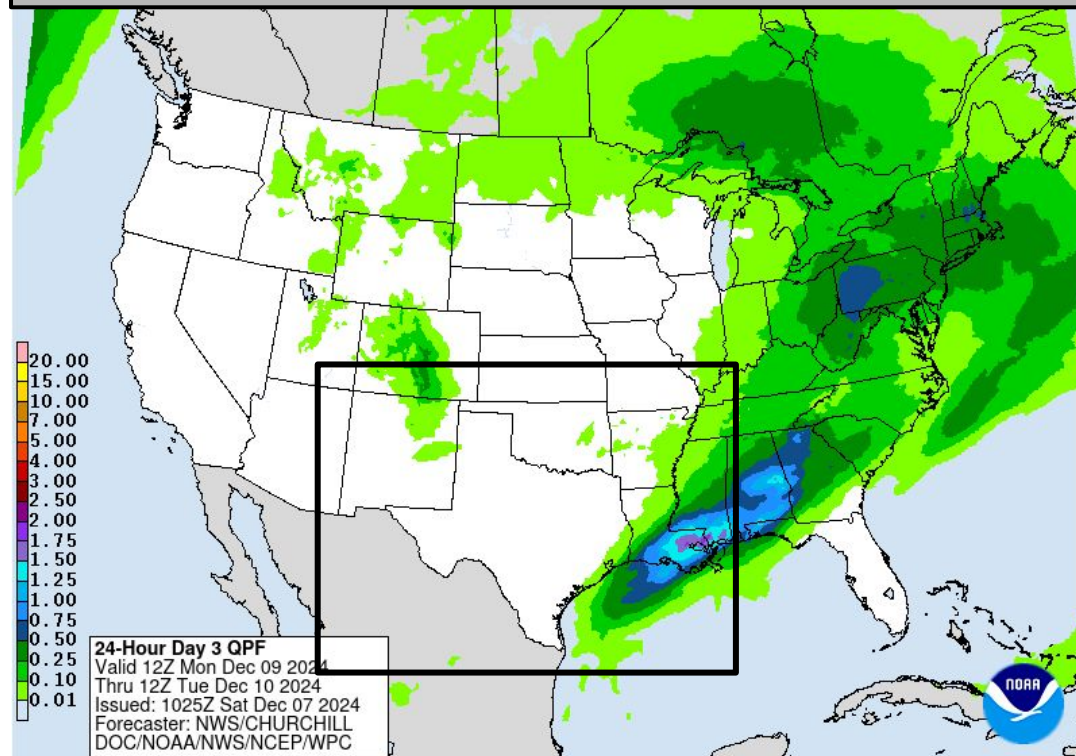 20.00
15.00
10.00
7.00
5.00
4.00
3.00
2.50
2.00
1.75
1.50
1.25
1.00
0.75
0.50
0.25
0.10
0.01
24-Hour Day 3 QPF
Valid 12Z Mon Dec 09 2024
Thru 12Z Tue Dec 10 2024
Issued: 1025Z Sat Dec 07 2024
Forecaster: NWS/CHURCHILL
DOC/NOAA/NWS/NCEP/WPC
NOAA